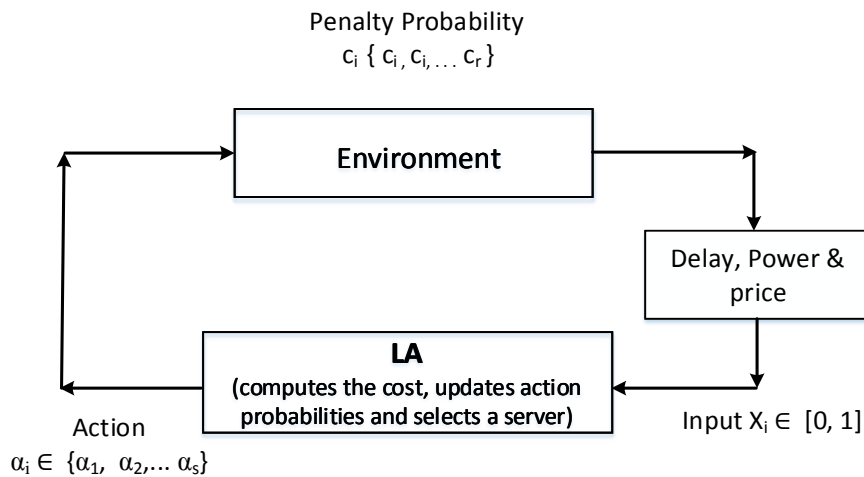 Penalty Probability
cᵢ { cᵢ , cᵢ, . . . cᵣ }
Environment
Delay, Power &
price
LA
(computes the cost, updates action
probabilities and selects a server)
Input Xᵢ ∈ [0, 1]
Action
αᵢ ∈ {α₁, α₂,... αₛ}